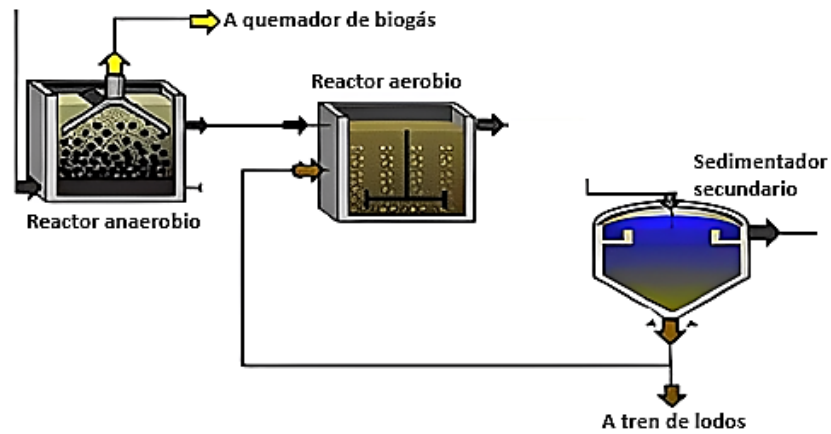 A quemador de biogás
Reactor aerobio
Sedimentador
secundario
Reactor anaerobio
A tren de lodos